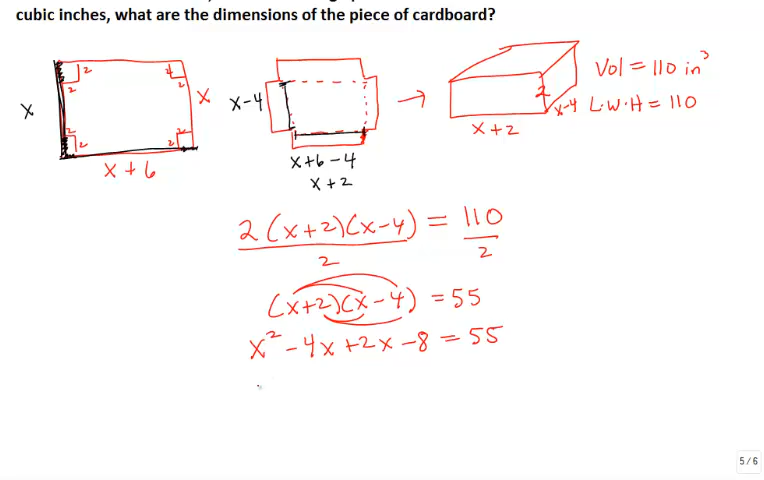 cubic inches, what are the dimensions of the piece of cardboard?
2 4
2 2
x x
2 2
2 2
x + 6
x-4
x+6-4
x+2
2
x-4
x+2
Vol = 110 in³
L·W·H = 110
2(x+2)(x-4) = 110
2 2
(x+2)(x-4) = 55
x² - 4x + 2x - 8 = 55
5/6